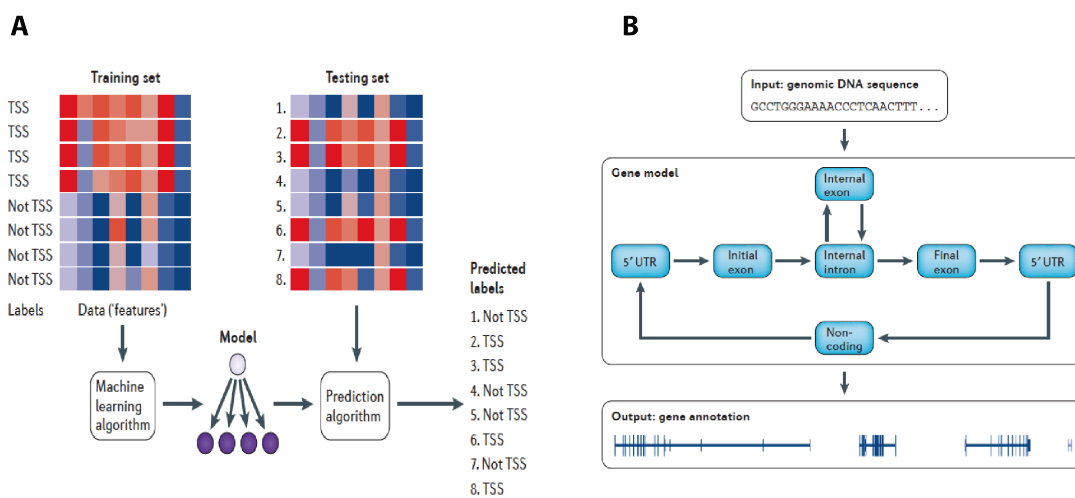 A
Training set
Testing set
TSS
TSS
TSS
TSS
Not TSS
Not TSS
Not TSS
Not TSS
1.
2.
3.
4.
5.
6.
7.
8.
Labels
Data ('features')
Model
Machine
learning
algorithm
Prediction
algorithm
Predicted
labels
1. Not TSS
2. TSS
3. TSS
4. Not TSS
5. Not TSS
6. TSS
7. Not TSS
8. TSS
B
Input: genomic DNA sequence
GCCTGGGAAAACCCTCAACTTT...
Gene model
Internal
exon
5′ UTR
Initial
exon
Internal
intron
Final
exon
5′ UTR
Non-
coding
Output: gene annotation